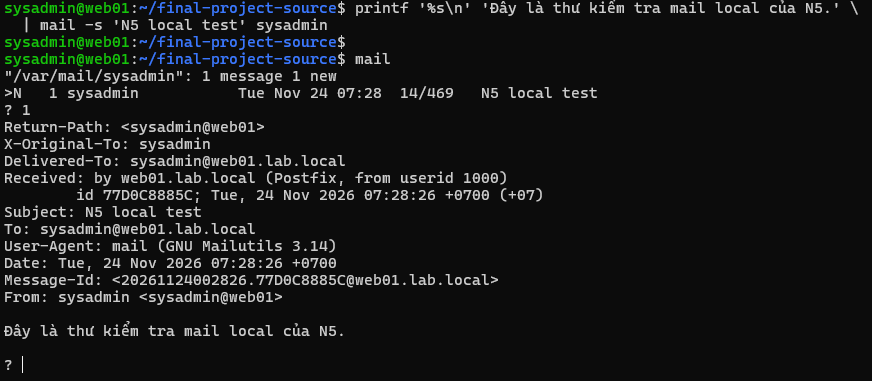 sysadmin@web01:~/final-project-source$ printf '%s\n' 'Đây là thư kiểm tra mail local của N5.' \
  | mail -s 'N5 local test' sysadmin
sysadmin@web01:~/final-project-source$
sysadmin@web01:~/final-project-source$ mail
"/var/mail/sysadmin": 1 message 1 new
>N   1 sysadmin           Tue Nov 24 07:28  14/469   N5 local test
? 1
Return-Path: <sysadmin@web01>
X-Original-To: sysadmin
Delivered-To: sysadmin@web01.lab.local
Received: by web01.lab.local (Postfix, from userid 1000)
        id 77D0C8885C; Tue, 24 Nov 2026 07:28:26 +0700 (+07)
Subject: N5 local test
To: sysadmin@web01.lab.local
User-Agent: mail (GNU Mailutils 3.14)
Date: Tue, 24 Nov 2026 07:28:26 +0700
Message-Id: <20261124002826.77D0C8885C@web01.lab.local>
From: sysadmin <sysadmin@web01>

Đây là thư kiểm tra mail local của N5.

?